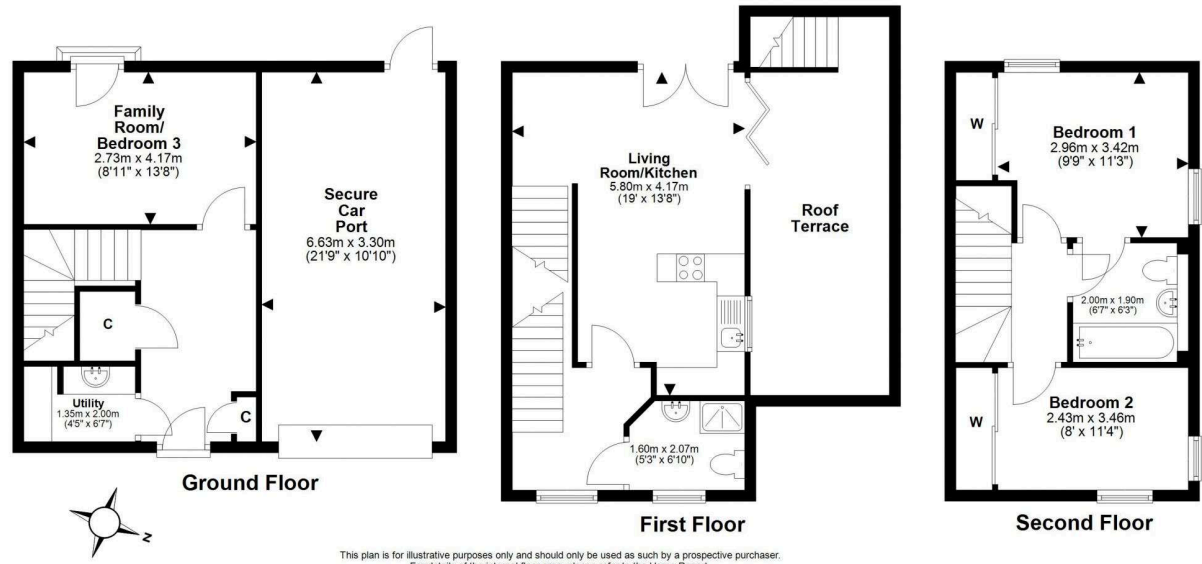 Family
Room/
Bedroom 3
2.73m x 4.17m
(8'11" x 13'8")
Secure
Car
Port
6.63m x 3.30m
(21'9" x 10'10")
C
Utility
1.35m x 2.00m
(4'5" x 6'7")
C
Ground Floor
N
Living
Room/Kitchen
5.80m x 4.17m
(19' x 13'8")
Roof
Terrace
1.60m x 2.07m
(5'3" x 6'10")
First Floor
W
Bedroom 1
2.96m x 3.42m
(9'9" x 11'3")
2.00m x 1.90m
(6'7" x 6'3")
W
Bedroom 2
2.43m x 3.46m
(8' x 11'4")
Second Floor
This plan is for illustrative purposes only and should only be used as such by a prospective purchaser.